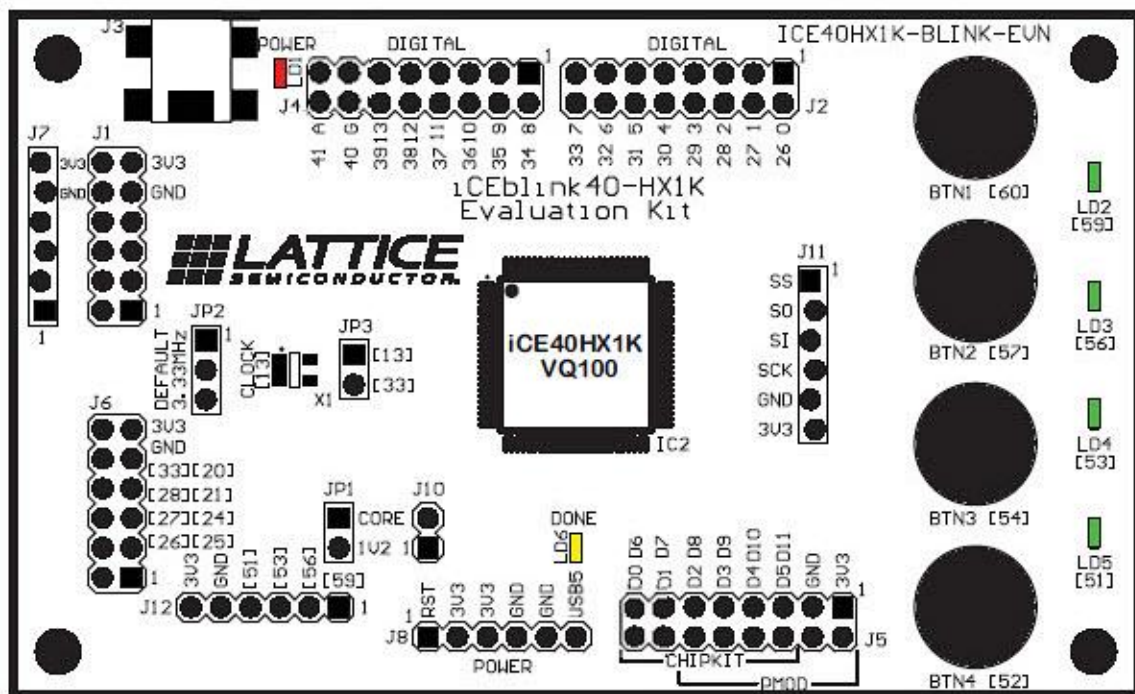 J3
POWER
LD1
DIGITAL
DIGITAL
ICE40HX1K-BLINK-EVN
1
1
J4
J2
41 A
40 G
39 13
38 12
37 11
36 10
35 9
34 8
33 7
32 6
31 5
30 4
29 3
28 2
27 1
26 0
J7
J1
3V3
3V3
GND
GND
1
1
iCEblink40-HX1K
Evaluation Kit
LATTICE
SEMICONDUCTOR.
BTN1 [60]
LD2
[59]
J11
1
SS
SO
SI
SCK
GND
3V3
JP2
1
DEFAULT
3.33MHz
CLOCK
[13]
X1
JP3
[13]
[33]
iCE40HX1K
VQ100
IC2
BTN2 [57]
LD3
[56]
J6
3V3
GND
[33][20]
[28][21]
[27][24]
[26][25]
1
JP1
CORE
1V2
J10
1
DONE
LD6
BTN3 [54]
LD4
[53]
J12
3V3
GND
[51]
[53]
[56]
[59]
1
J8
1
RST
3V3
3V3
GND
GND
USB5
POWER
D0 D6
D1 D7
D2 D8
D3 D9
D4 D10
D5 D11
GND
3V3
1
J5
CHIPKIT
PMOD
LD5
[51]
BTN4 [52]